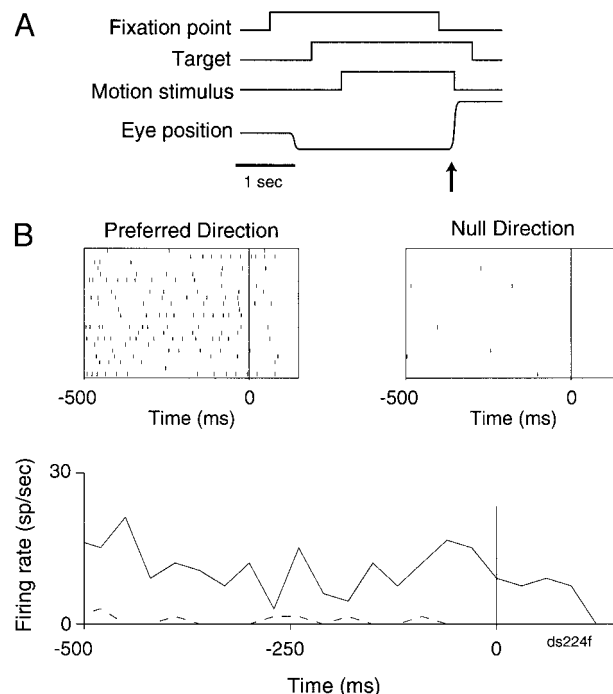 A
Fixation point
Target
Motion stimulus
Eye position
1 sec
B
Preferred Direction
Null Direction
-500
0
-500
0
Time (ms)
Time (ms)
30
Firing rate (sp/sec)
0
ds224f
-500
-250
0
Time (ms)